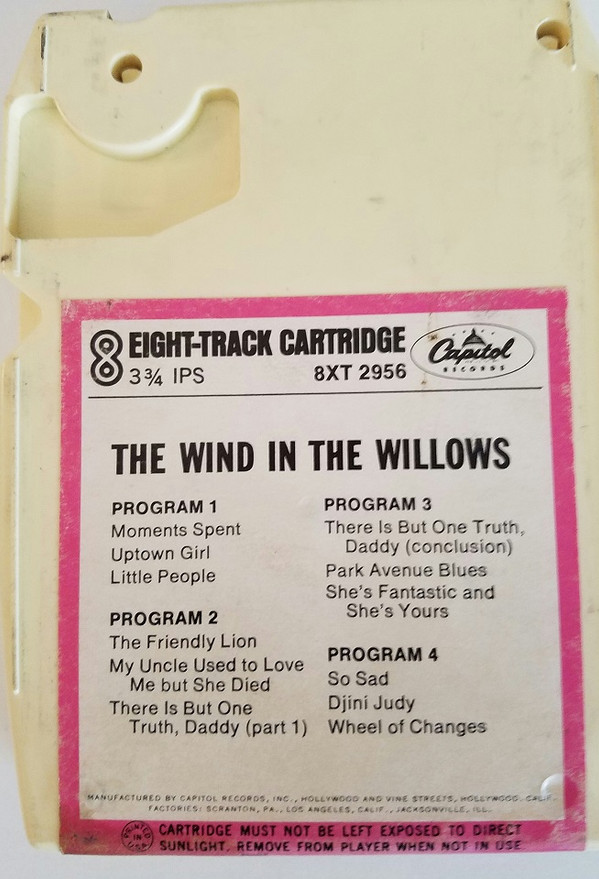 8 EIGHT-TRACK CARTRIDGE
3 3/4 IPS 8XT 2956
Capitol
RECORDS
THE WIND IN THE WILLOWS
PROGRAM 1
Moments Spent
Uptown Girl
Little People
PROGRAM 2
The Friendly Lion
My Uncle Used to Love
Me but She Died
There Is But One
Truth, Daddy (part 1)
PROGRAM 3
There Is But One Truth,
Daddy (conclusion)
Park Avenue Blues
She's Fantastic and
She's Yours
PROGRAM 4
So Sad
Djini Judy
Wheel of Changes
MANUFACTURED BY CAPITOL RECORDS, INC., HOLLYWOOD AND VINE STREETS, HOLLYWOOD, CALIF.
FACTORIES: SCRANTON, PA., LOS ANGELES, CALIF., JACKSONVILLE, ILL.
PRINTED IN USA
CARTRIDGE MUST NOT BE LEFT EXPOSED TO DIRECT
SUNLIGHT. REMOVE FROM PLAYER WHEN NOT IN USE